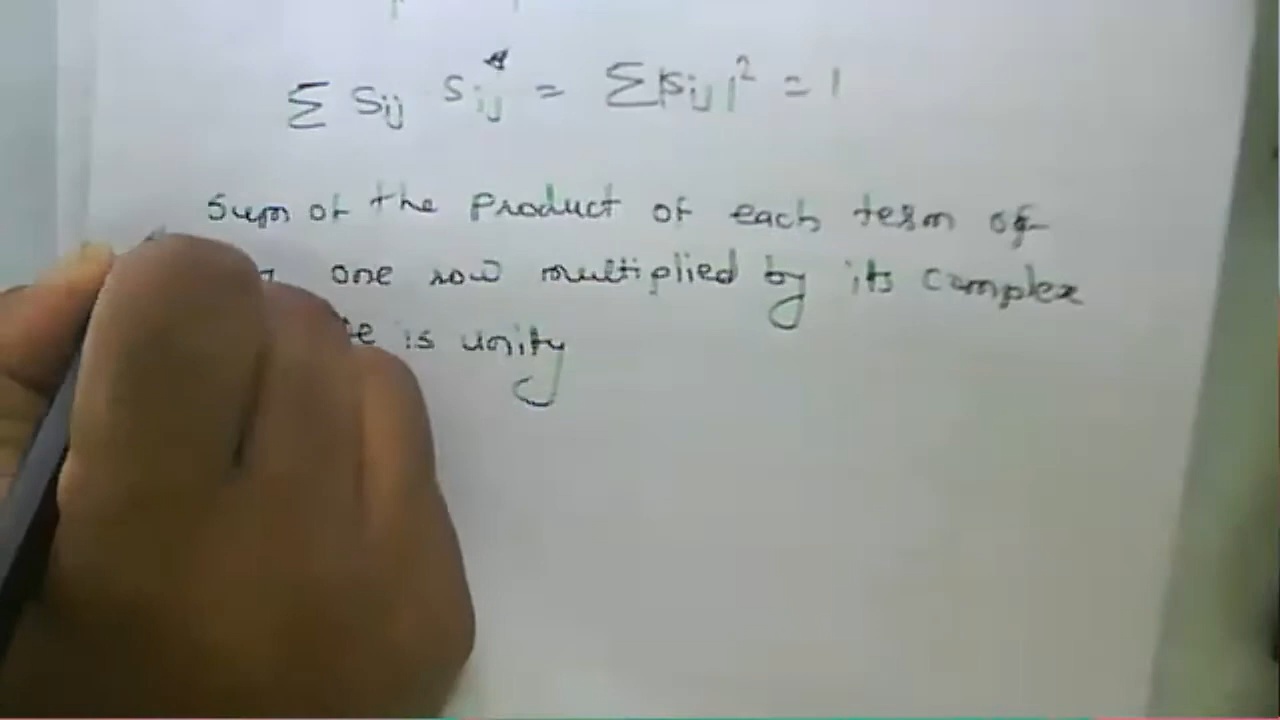 Σ Sij Sij* = Σ|Sij|² = 1
Sum of the product of each term of
one row multiplied by its complex
is unity